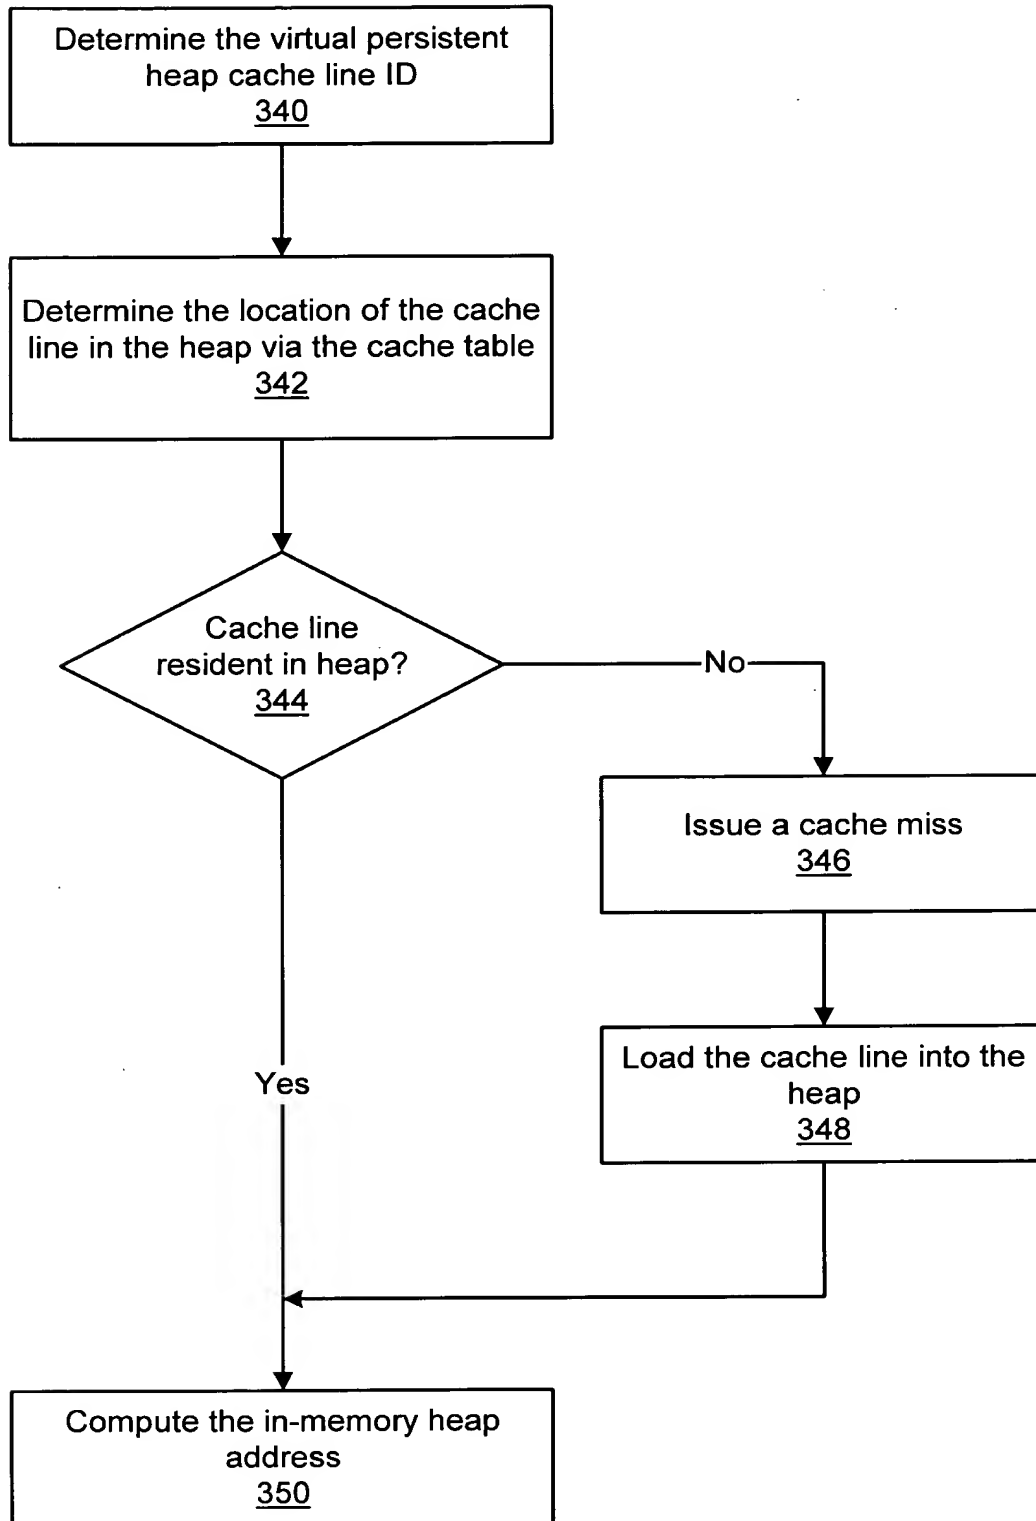 Determine the virtual persistent
heap cache line ID
340
Determine the location of the cache
line in the heap via the cache table
342
Cache line
resident in heap?
344
No
Issue a cache miss
346
Load the cache line into the
heap
348
Yes
Compute the in-memory heap
address
350